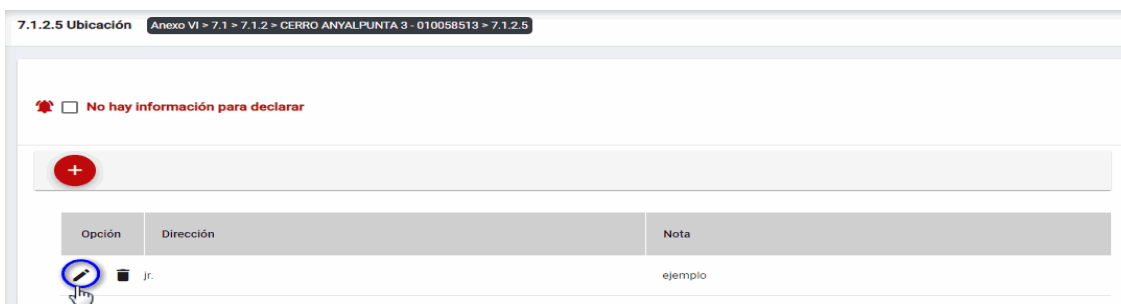 7.1.2.5 Ubicación Anexo VI > 7.1 > 7.1.2 > CERRO ANYALPUNTA 3 - 010058513 > 7.1.2.5
No hay información para declarar
+
Opción Dirección Nota
jr. ejemplo